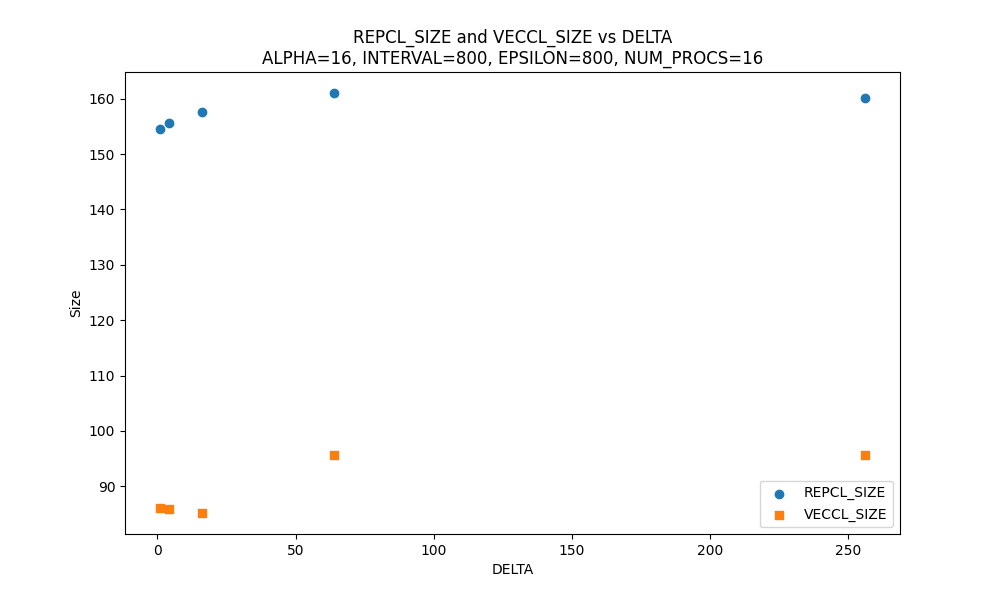 REPCL_SIZE and VECCL_SIZE vs DELTA
ALPHA=16, INTERVAL=800, EPSILON=800, NUM_PROCS=16
160
150
140
130
120
110
100
90
Size
0 50 100 150 200 250
DELTA
REPCL_SIZE
VECCL_SIZE